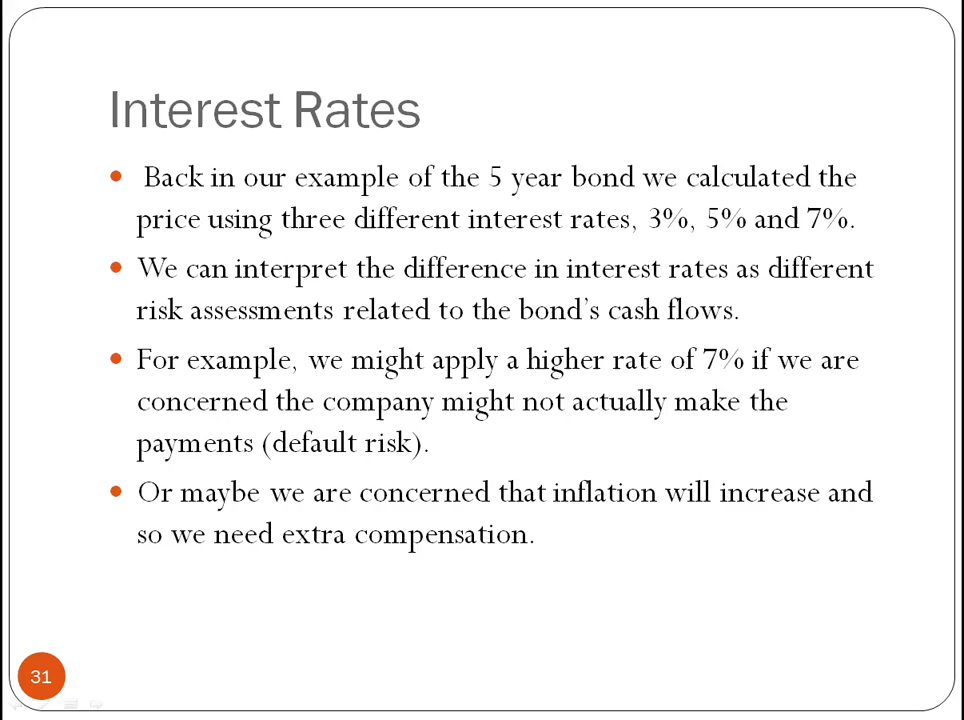 Interest Rates
• Back in our example of the 5 year bond we calculated the
price using three different interest rates, 3%, 5% and 7%.
• We can interpret the difference in interest rates as different
risk assessments related to the bond's cash flows.
• For example, we might apply a higher rate of 7% if we are
concerned the company might not actually make the
payments (default risk).
• Or maybe we are concerned that inflation will increase and
so we need extra compensation.
31